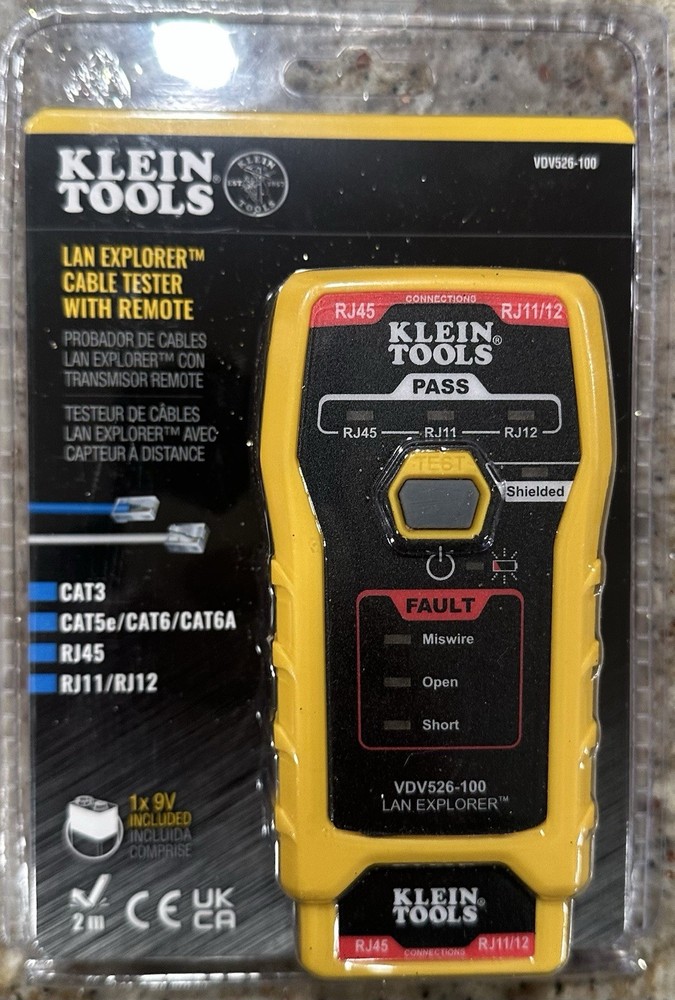 KLEIN
TOOLS®
KLEIN
TOOLS
VDV526-100
LAN EXPLORER™
CABLE TESTER
WITH REMOTE
PROBADOR DE CABLES
LAN EXPLORER™ CON
TRANSMISOR REMOTE
TESTEUR DE CÂBLES
LAN EXPLORER™ AVEC
CAPTEUR À DISTANCE
CAT3
CAT5e/CAT6/CAT6A
RJ45
RJ11/RJ12
1x 9V
INCLUDED
INCLUIDA
COMPRISE
2 m
CE
UK
CA
RJ45 CONNECTIONS RJ11/12
KLEIN
TOOLS®
PASS
RJ45 RJ11 RJ12
TEST
Shielded
FAULT
Miswire
Open
Short
VDV526-100
LAN EXPLORER™
KLEIN
TOOLS®
RJ45 CONNECTIONS RJ11/12